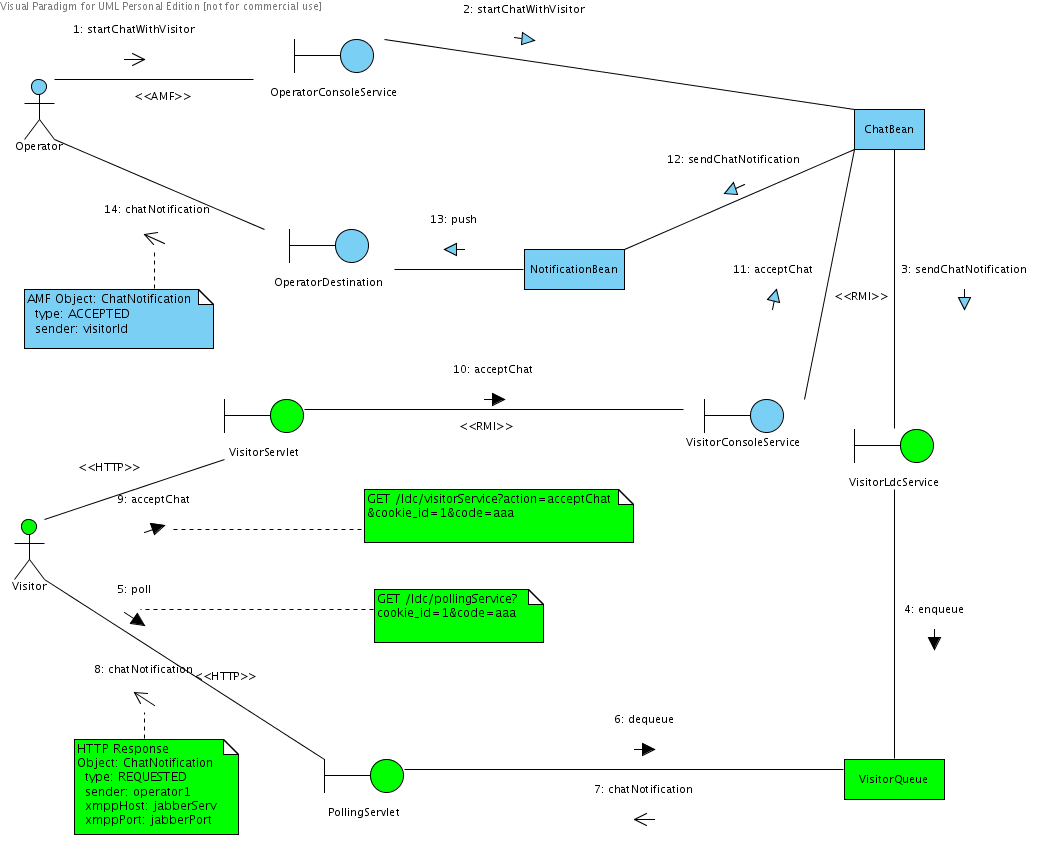 Visual Paradigm for UML Personal Edition [not for commercial use]
2: startChatWithVisitor
1: startChatWithVisitor
OperatorConsoleService
<<AMF>>
ChatBean
Operator
12: sendChatNotification
14: chatNotification
13: push
11: acceptChat
3: sendChatNotification
NotificationBean
OperatorDestination
<<RMI>>
AMF Object: ChatNotification
type: ACCEPTED
sender: visitorId
10: acceptChat
<<RMI>>
VisitorConsoleService
VisitorServlet
<<HTTP>>
VisitorLdcService
9: acceptChat
GET /ldc/visitorService?action=acceptChat
&cookie_id=1&code=aaa
Visitor
5: poll
GET /ldc/pollingService?
cookie_id=1&code=aaa
4: enqueue
8: chatNotification
<<HTTP>>
6: dequeue
HTTP Response
Object: ChatNotification
type: REQUESTED
sender: operator1
xmppHost: jabberServ
xmppPort: jabberPort
VisitorQueue
7: chatNotification
PollingServlet